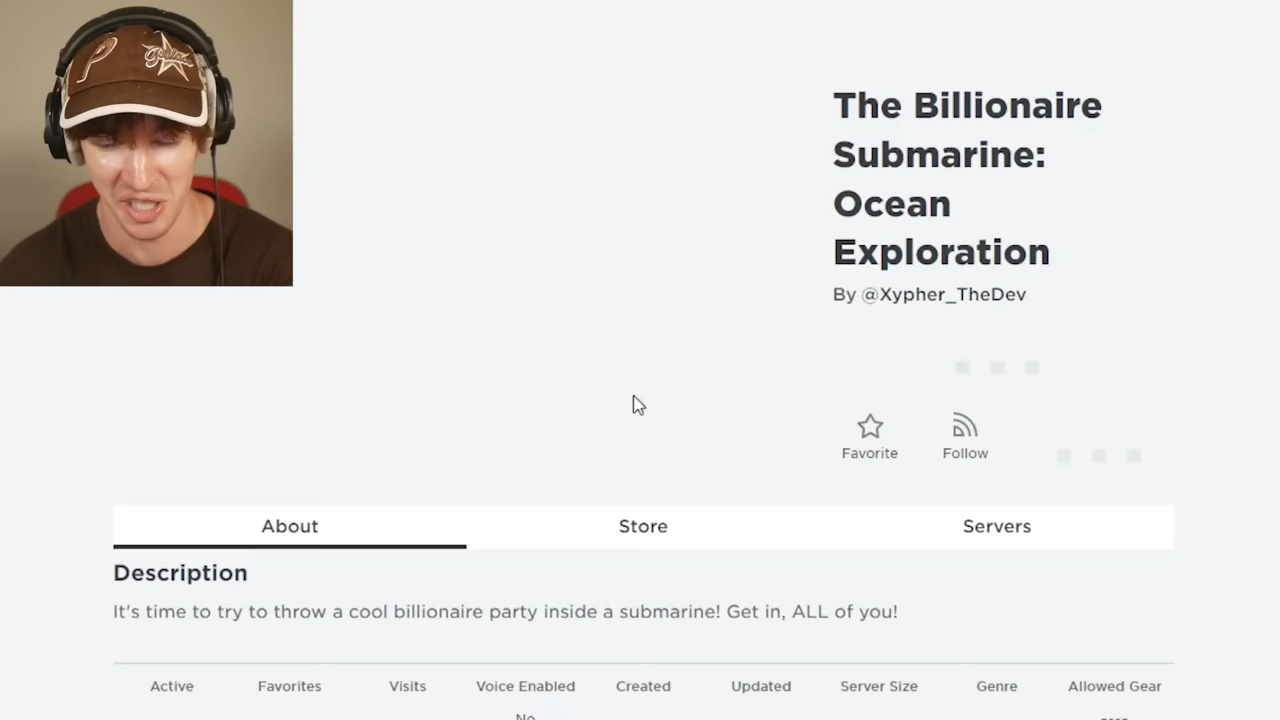 P
The Billionaire
Submarine:
Ocean
Exploration
By @Xypher_TheDev
Favorite Follow
About Store Servers
Description
It's time to try to throw a cool billionaire party inside a submarine! Get in, ALL of you!
Active Favorites Visits Voice Enabled Created Updated Server Size Genre Allowed Gear
No